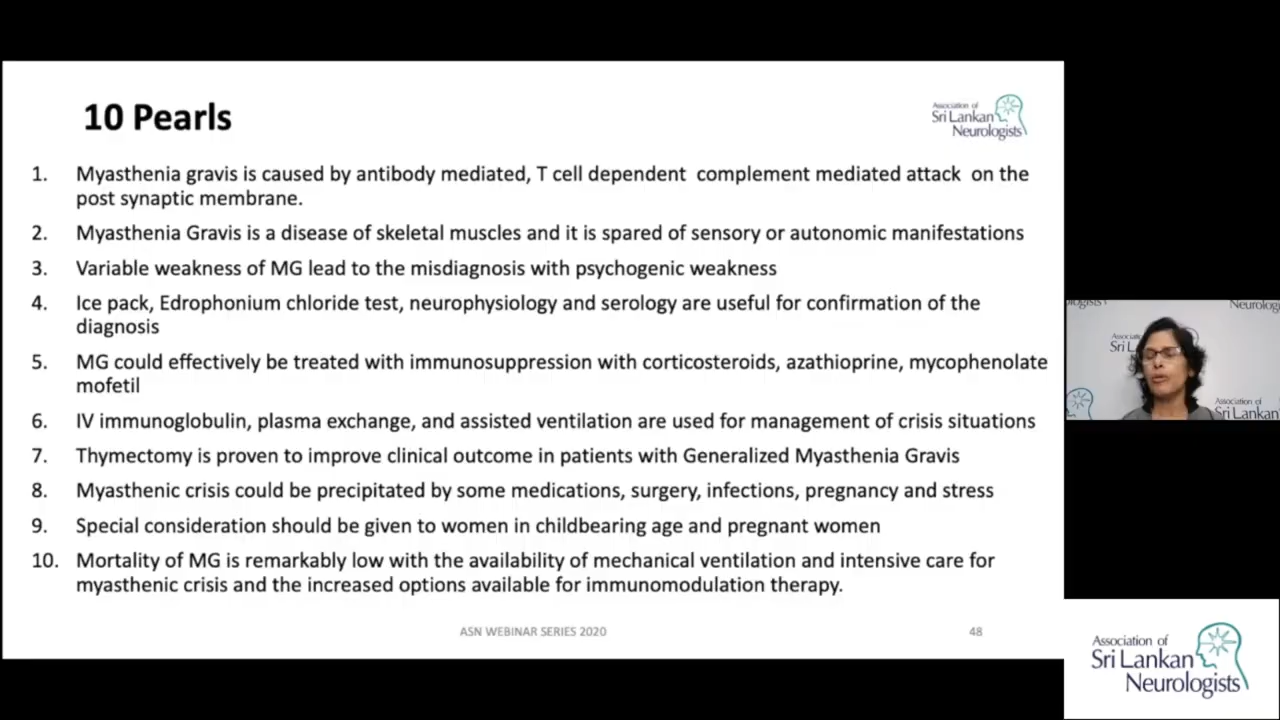 10 Pearls
Association of
Sri Lankan
Neurologists
1. Myasthenia gravis is caused by antibody mediated, T cell dependent complement mediated attack on the
post synaptic membrane.
2. Myasthenia Gravis is a disease of skeletal muscles and it is spared of sensory or autonomic manifestations
3. Variable weakness of MG lead to the misdiagnosis with psychogenic weakness
4. Ice pack, Edrophonium chloride test, neurophysiology and serology are useful for confirmation of the
diagnosis
5. MG could effectively be treated with immunosuppression with corticosteroids, azathioprine, mycophenolate
mofetil
6. IV immunoglobulin, plasma exchange, and assisted ventilation are used for management of crisis situations
7. Thymectomy is proven to improve clinical outcome in patients with Generalized Myasthenia Gravis
8. Myasthenic crisis could be precipitated by some medications, surgery, infections, pregnancy and stress
9. Special consideration should be given to women in childbearing age and pregnant women
10. Mortality of MG is remarkably low with the availability of mechanical ventilation and intensive care for
myasthenic crisis and the increased options available for immunomodulation therapy.
ASN WEBINAR SERIES 2020
48
Association of
Sri Lankan
Association of
Sri Lankan
Neurologists